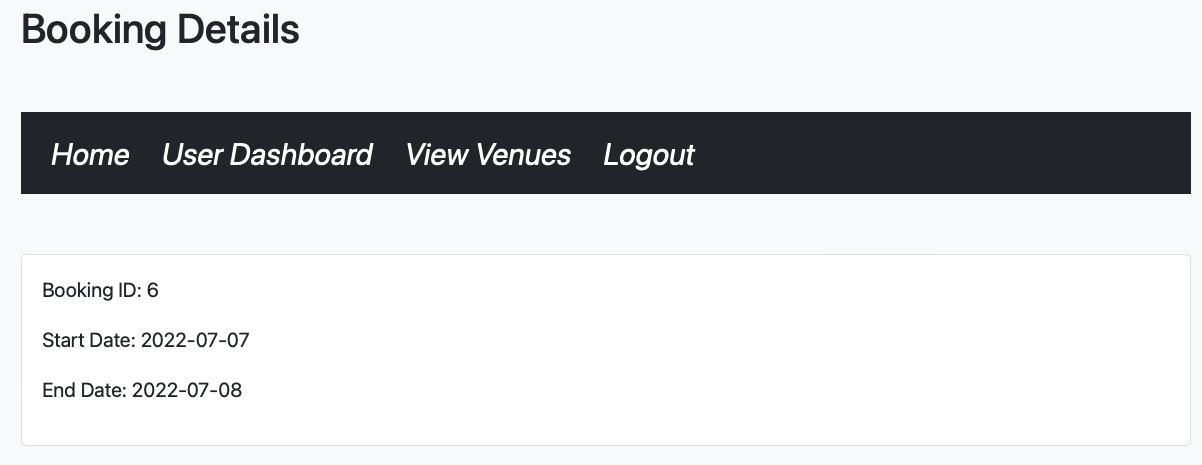 Booking Details
Home User Dashboard View Venues Logout
Booking ID: 6
Start Date: 2022-07-07
End Date: 2022-07-08